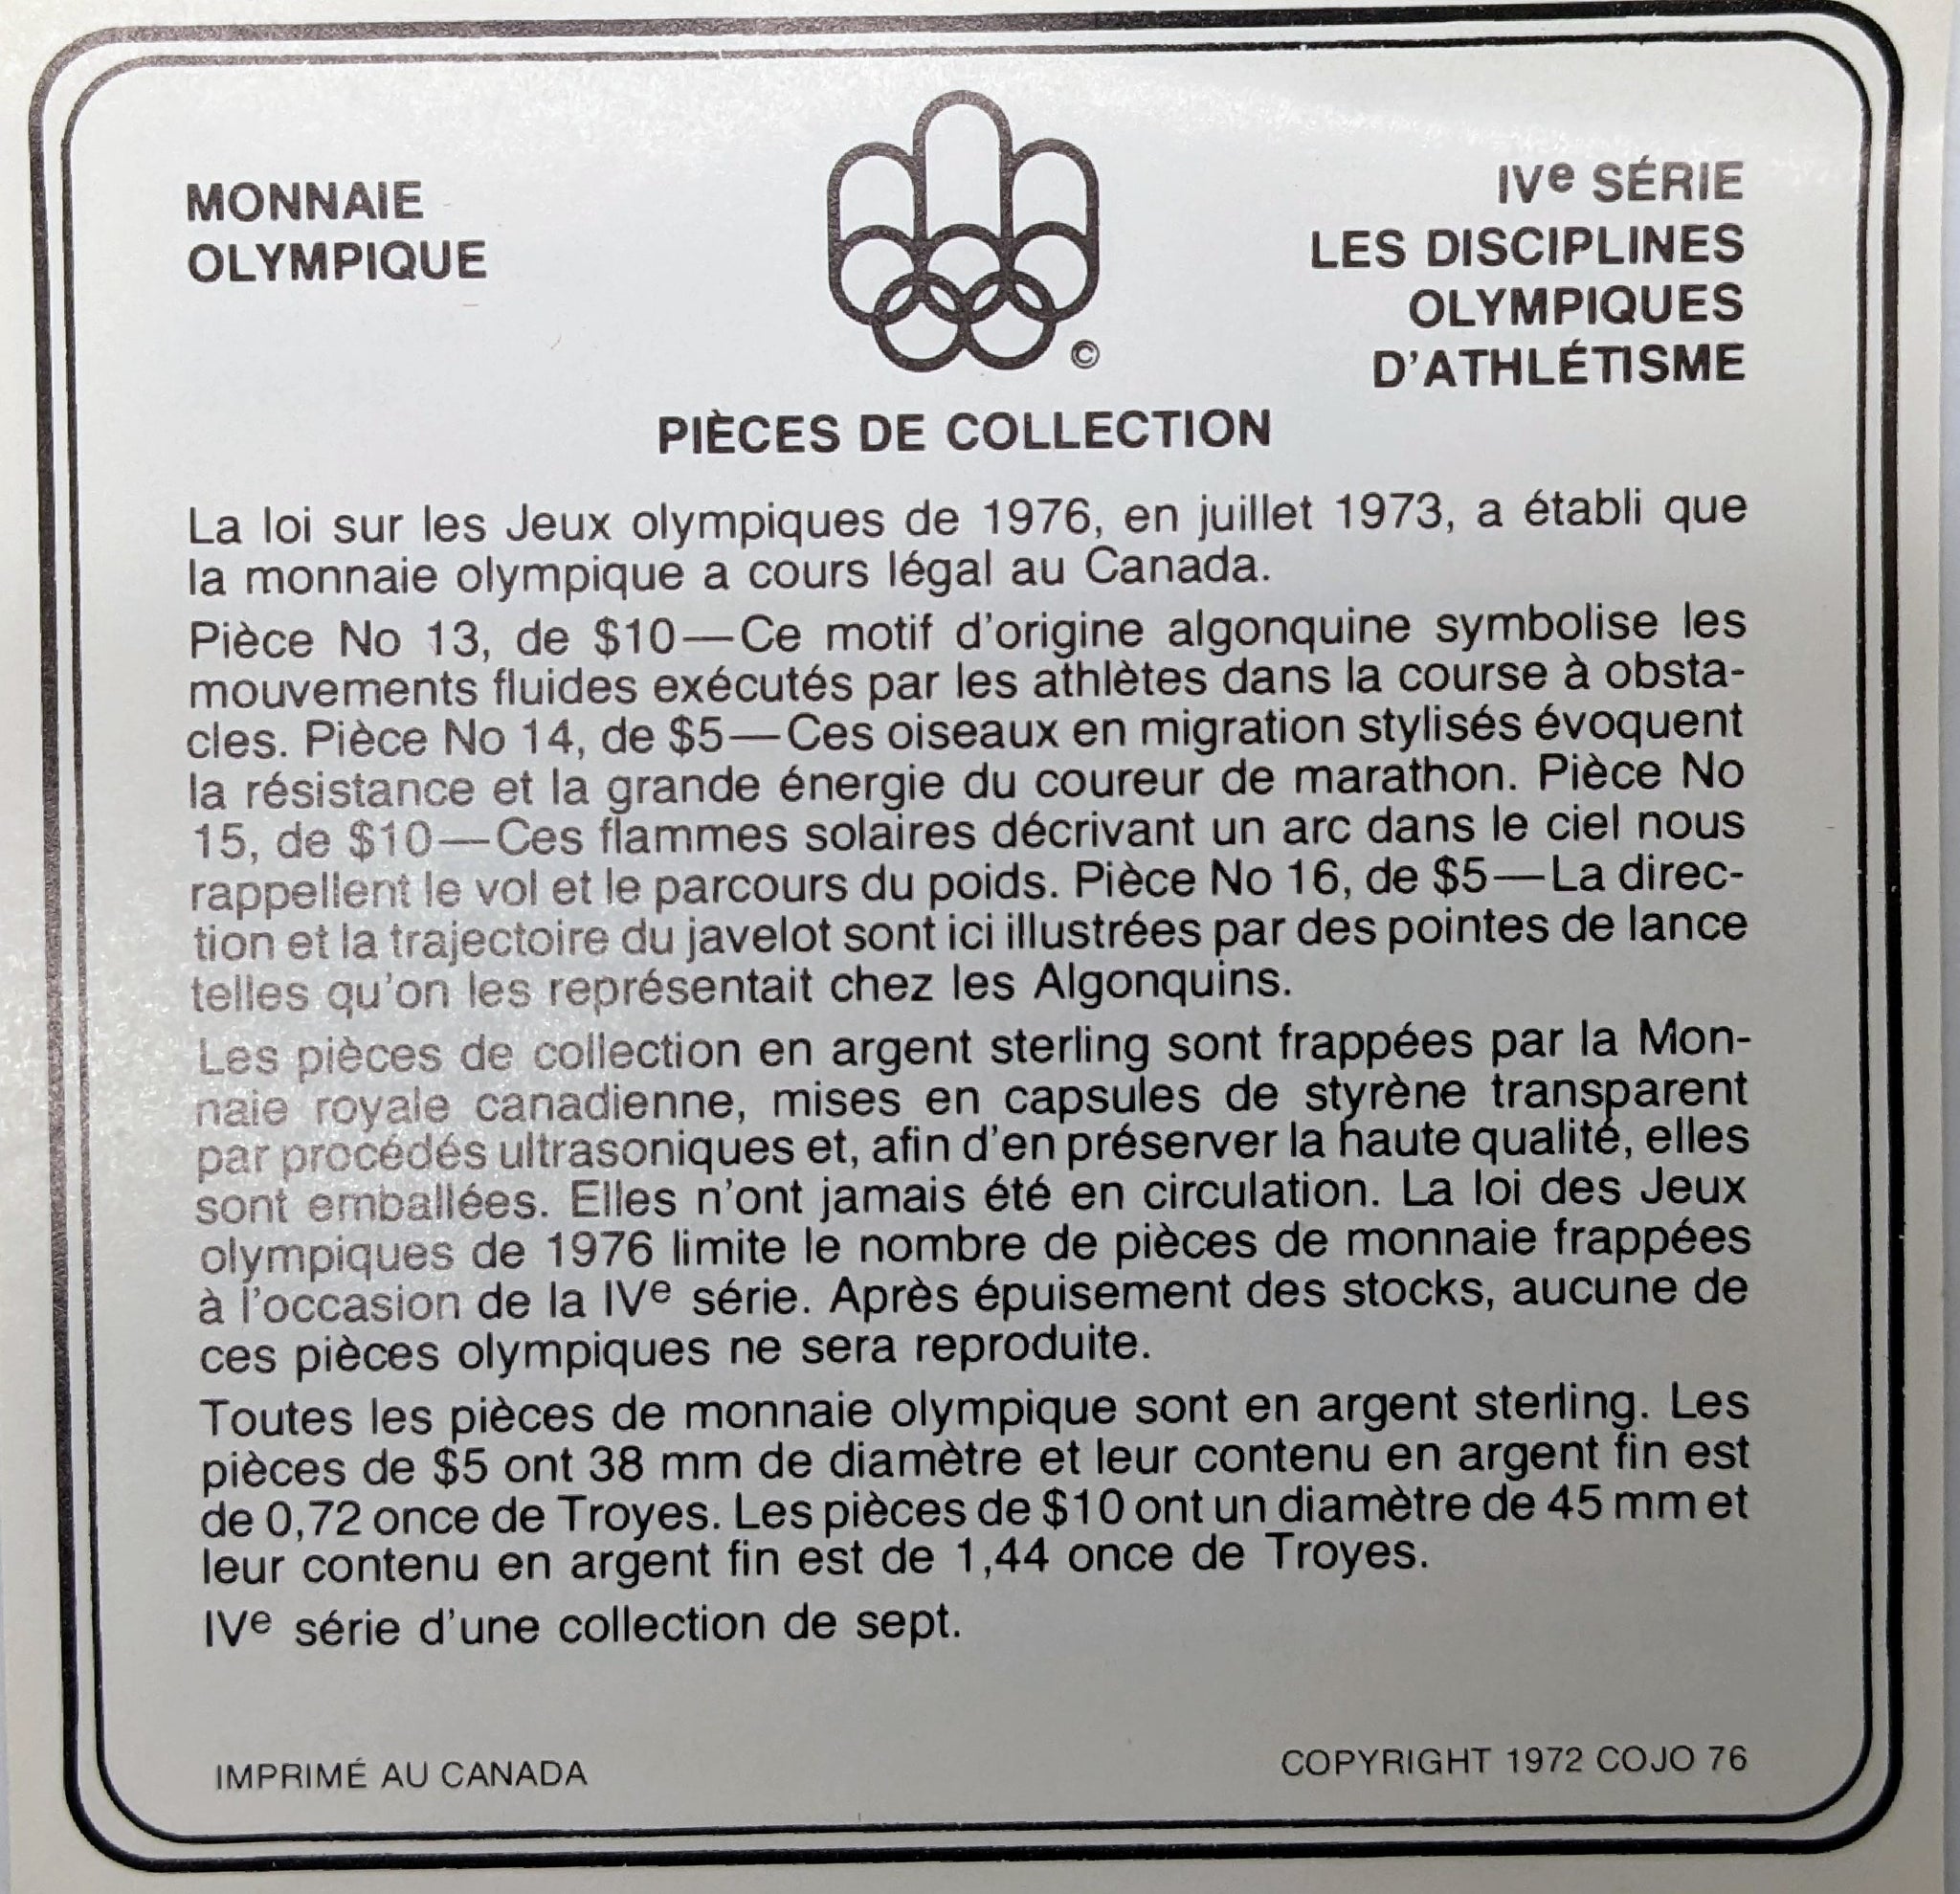 MONNAIE
OLYMPIQUE
©
IVe SÉRIE
LES DISCIPLINES
OLYMPIQUES
D'ATHLÉTISME
PIÈCES DE COLLECTION
La loi sur les Jeux olympiques de 1976, en juillet 1973, a établi que
la monnaie olympique a cours légal au Canada.
Pièce No 13, de $10—Ce motif d'origine algonquine symbolise les
mouvements fluides exécutés par les athlètes dans la course à obsta-
cles. Pièce No 14, de $5—Ces oiseaux en migration stylisés évoquent
la résistance et la grande énergie du coureur de marathon. Pièce No
15, de $10—Ces flammes solaires décrivant un arc dans le ciel nous
rappellent le vol et le parcours du poids. Pièce No 16, de $5—La direc-
tion et la trajectoire du javelot sont ici illustrées par des pointes de lance
telles qu'on les représentait chez les Algonquins.
Les pièces de collection en argent sterling sont frappées par la Mon-
naie royale canadienne, mises en capsules de styrène transparent
par procédés ultrasoniques et, afin d'en préserver la haute qualité, elles
sont emballées. Elles n'ont jamais été en circulation. La loi des Jeux
olympiques de 1976 limite le nombre de pièces de monnaie frappées
à l'occasion de la IVe série. Après épuisement des stocks, aucune de
ces pièces olympiques ne sera reproduite.
Toutes les pièces de monnaie olympique sont en argent sterling. Les
pièces de $5 ont 38 mm de diamètre et leur contenu en argent fin est
de 0,72 once de Troyes. Les pièces de $10 ont un diamètre de 45 mm et
leur contenu en argent fin est de 1,44 once de Troyes.
IVe série d'une collection de sept.
IMPRIMÉ AU CANADA
COPYRIGHT 1972 COJO 76